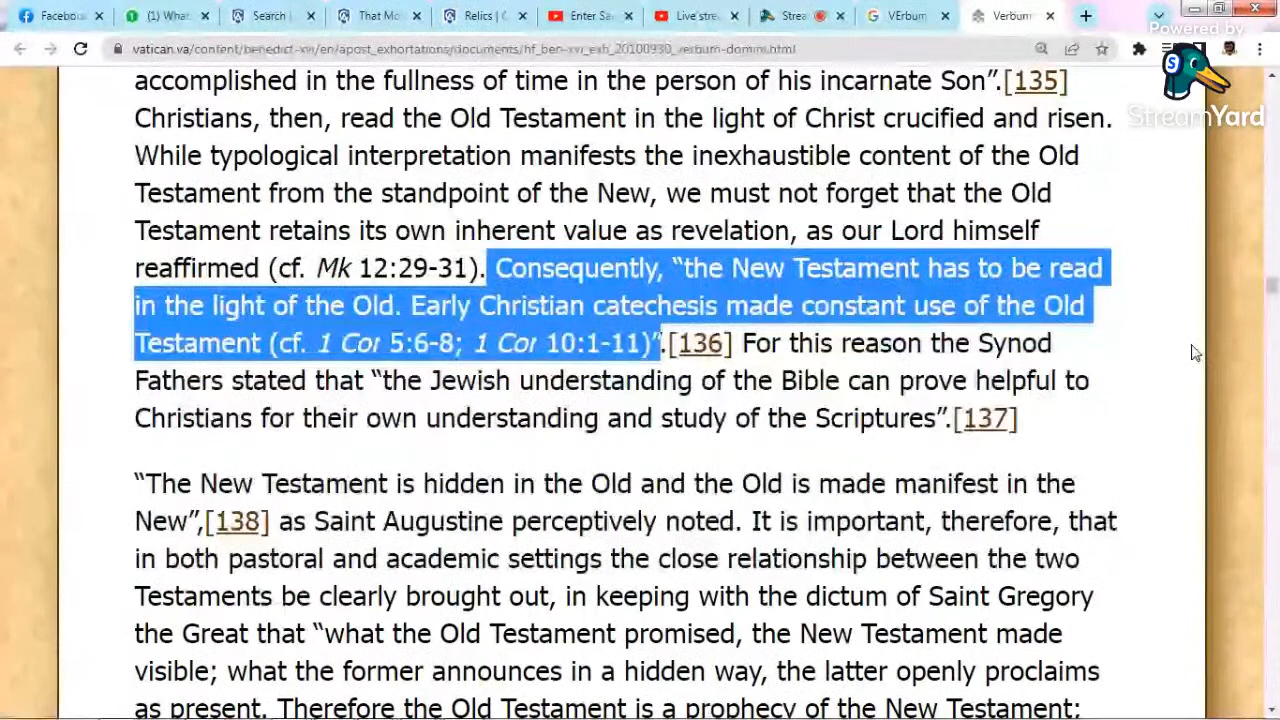 Facebook
(1) What
Search |
That Mo
Relics | C
Enter Sa
Live stre
Strea
VErbum
Verbum
Powered by
vatican.va/content/benedict-xvi/en/apost_exhortations/documents/hf_ben-xvi_exh_20100930_verbum-domini.html
StreamYard
accomplished in the fullness of time in the person of his incarnate Son”.[135]
Christians, then, read the Old Testament in the light of Christ crucified and risen.
While typological interpretation manifests the inexhaustible content of the Old
Testament from the standpoint of the New, we must not forget that the Old
Testament retains its own inherent value as revelation, as our Lord himself
reaffirmed (cf. Mk 12:29-31). Consequently, “the New Testament has to be read
in the light of the Old. Early Christian catechesis made constant use of the Old
Testament (cf. 1 Cor 5:6-8; 1 Cor 10:1-11)”.[136] For this reason the Synod
Fathers stated that “the Jewish understanding of the Bible can prove helpful to
Christians for their own understanding and study of the Scriptures”.[137]
“The New Testament is hidden in the Old and the Old is made manifest in the
New”,[138] as Saint Augustine perceptively noted. It is important, therefore, that
in both pastoral and academic settings the close relationship between the two
Testaments be clearly brought out, in keeping with the dictum of Saint Gregory
the Great that “what the Old Testament promised, the New Testament made
visible; what the former announces in a hidden way, the latter openly proclaims
as present. Therefore the Old Testament is a prophecy of the New Testament;